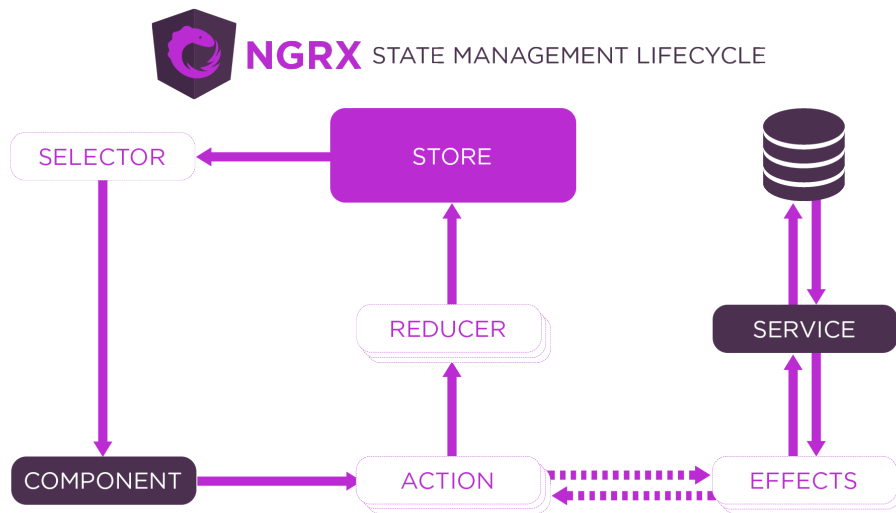 NGRX STATE MANAGEMENT LIFECYCLE
SELECTOR
STORE
REDUCER
SERVICE
COMPONENT
ACTION
EFFECTS